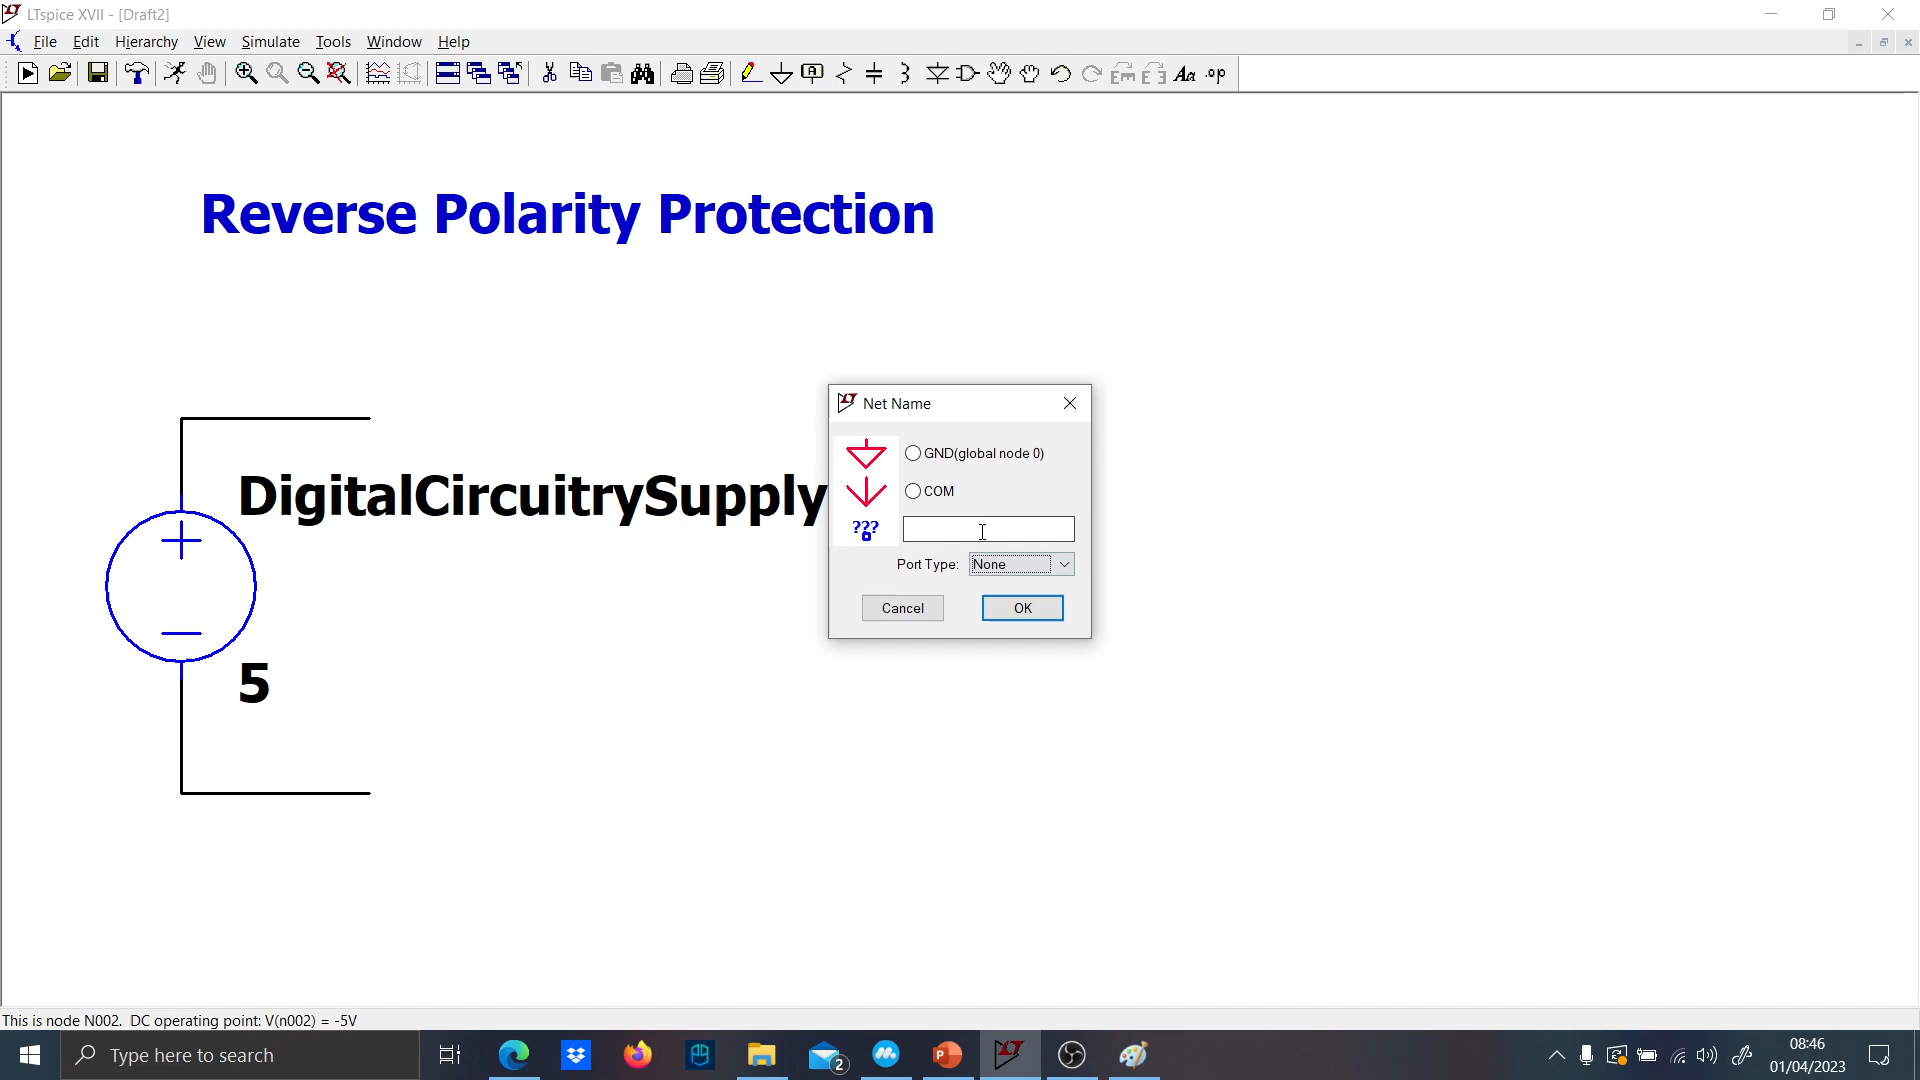 LTspice XVII - [Draft2]
File Edit Hierarchy View Simulate Tools Window Help
Reverse Polarity Protection
Net Name
GND(global node 0)
COM
DigitalCircuitrySupply
???
Port Type: None
Cancel OK
5
This is node N002. DC operating point: V(n002) = -5V
Type here to search
2
08:46
01/04/2023